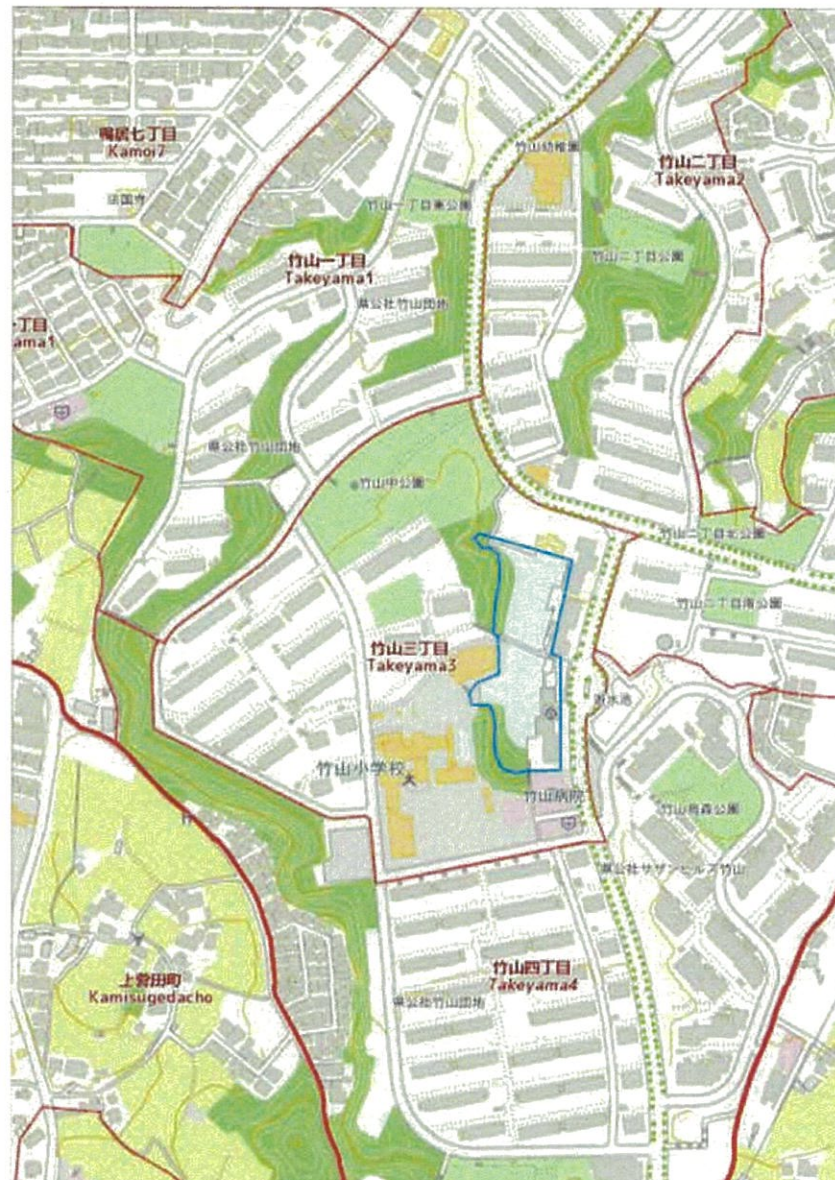 鴨居七丁目
Kamoi7
竹山幼稚園
竹山二丁目
Takeyama2
竹山一丁目東公園
竹山一丁目
Takeyama1
竹山二丁目公園
県公社竹山団地
丁目
ama1
県公社竹山団地
竹山中公園
竹山二丁目北公園
竹山二丁目南公園
竹山三丁目
Takeyama3
竹山小学校
文
竹山病院
竹山南公園
県公社サザンヒルズ竹山
竹山四丁目
Takeyama4
上菅田町
Kamisugedacho
県公社竹山団地